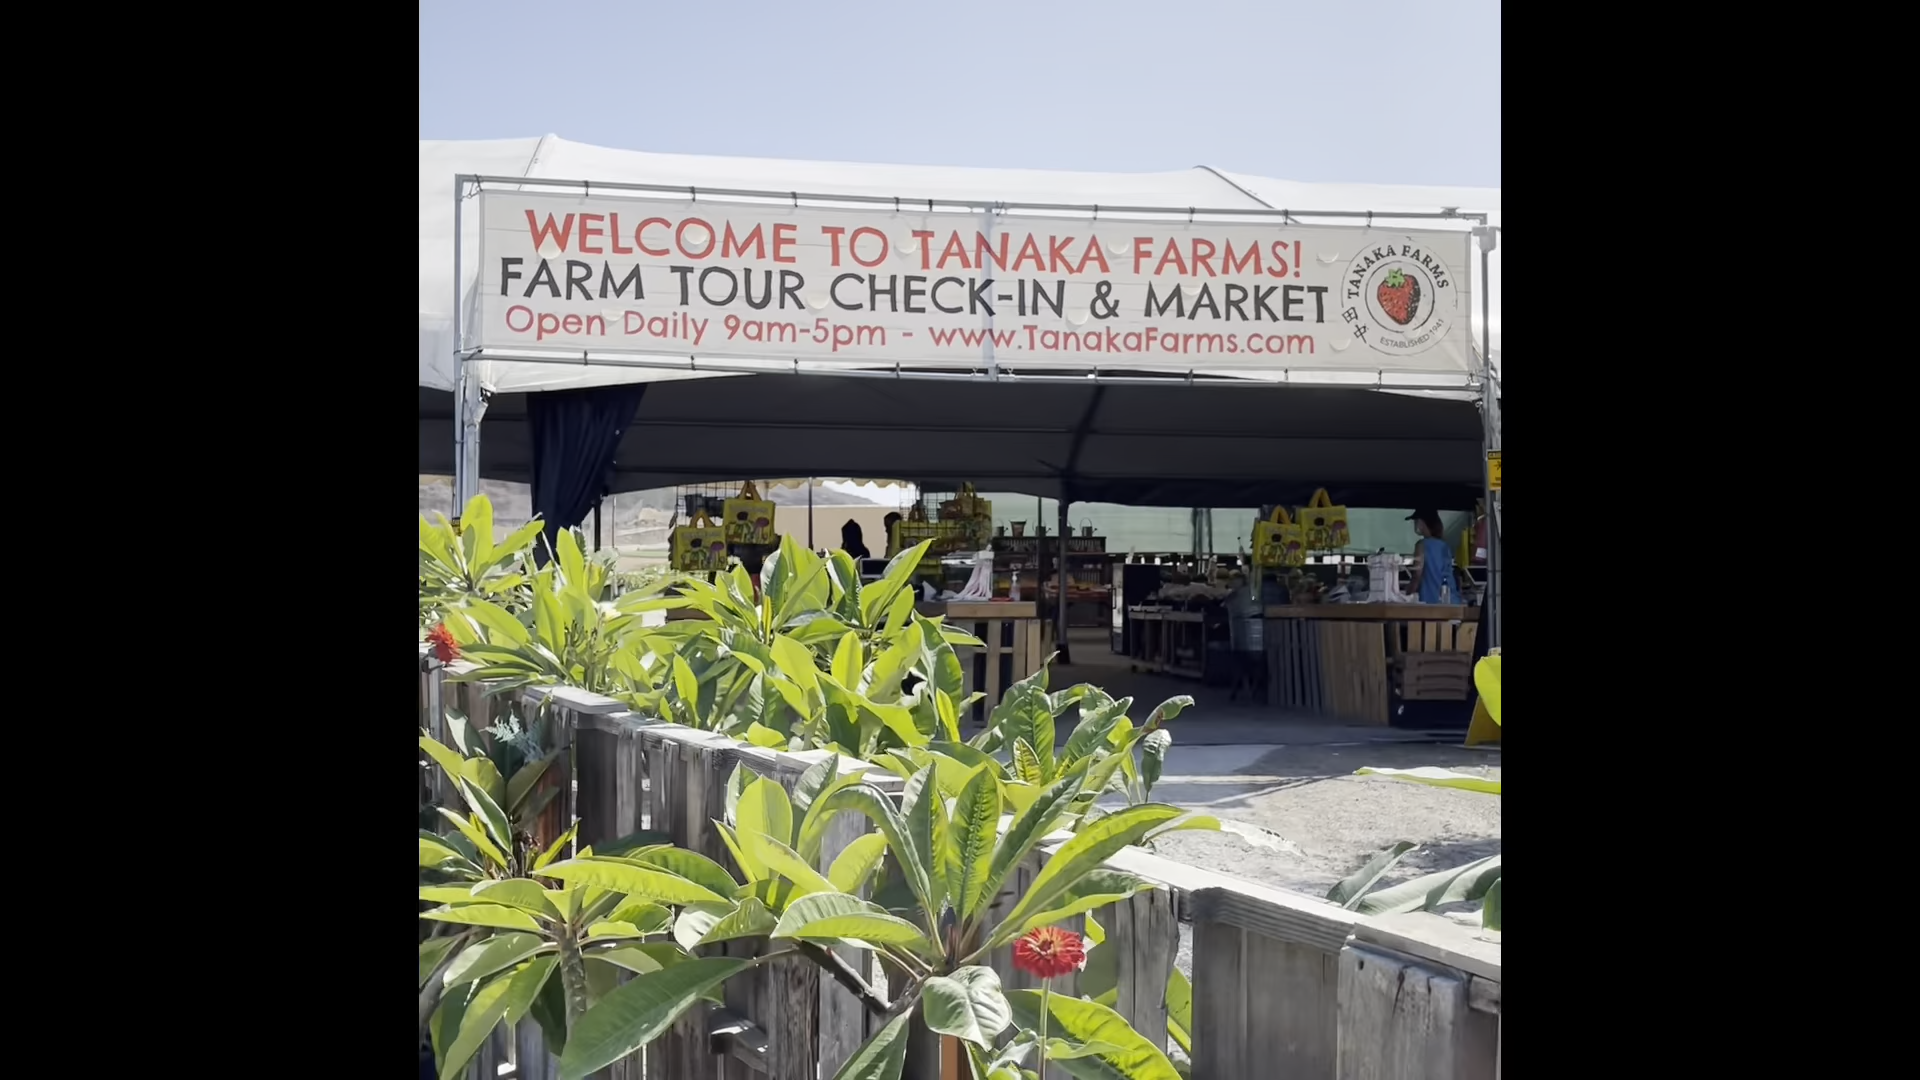 WELCOME TO TANAKA FARMS!
FARM TOUR CHECK-IN & MARKET
Open Daily 9am-5pm - www.TanakaFarms.com
TANAKA FARMS
田中
ESTABLISHED 1941